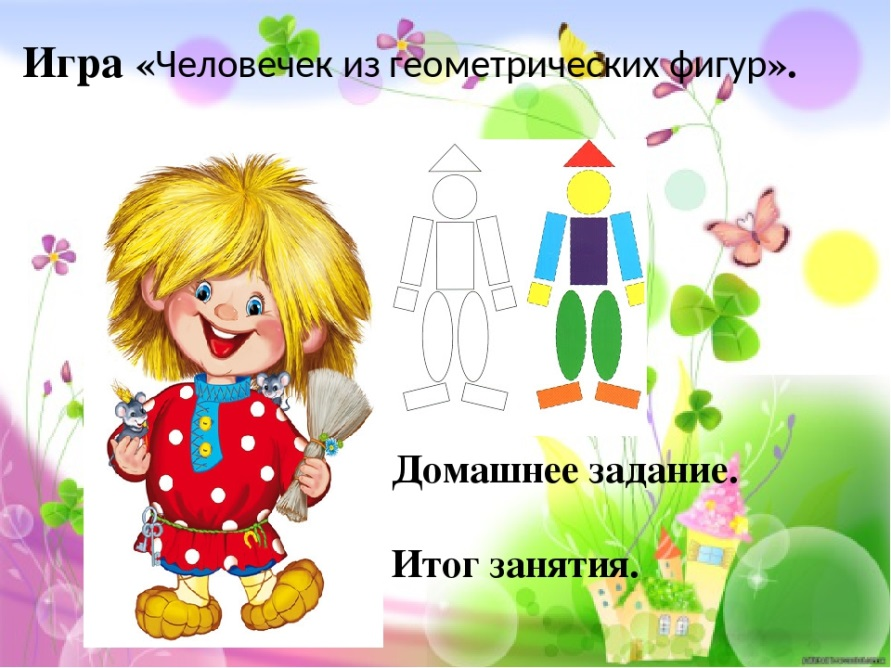 Игра «Человечек из геометрических фигур».
Домашнее задание.
Итог занятия.